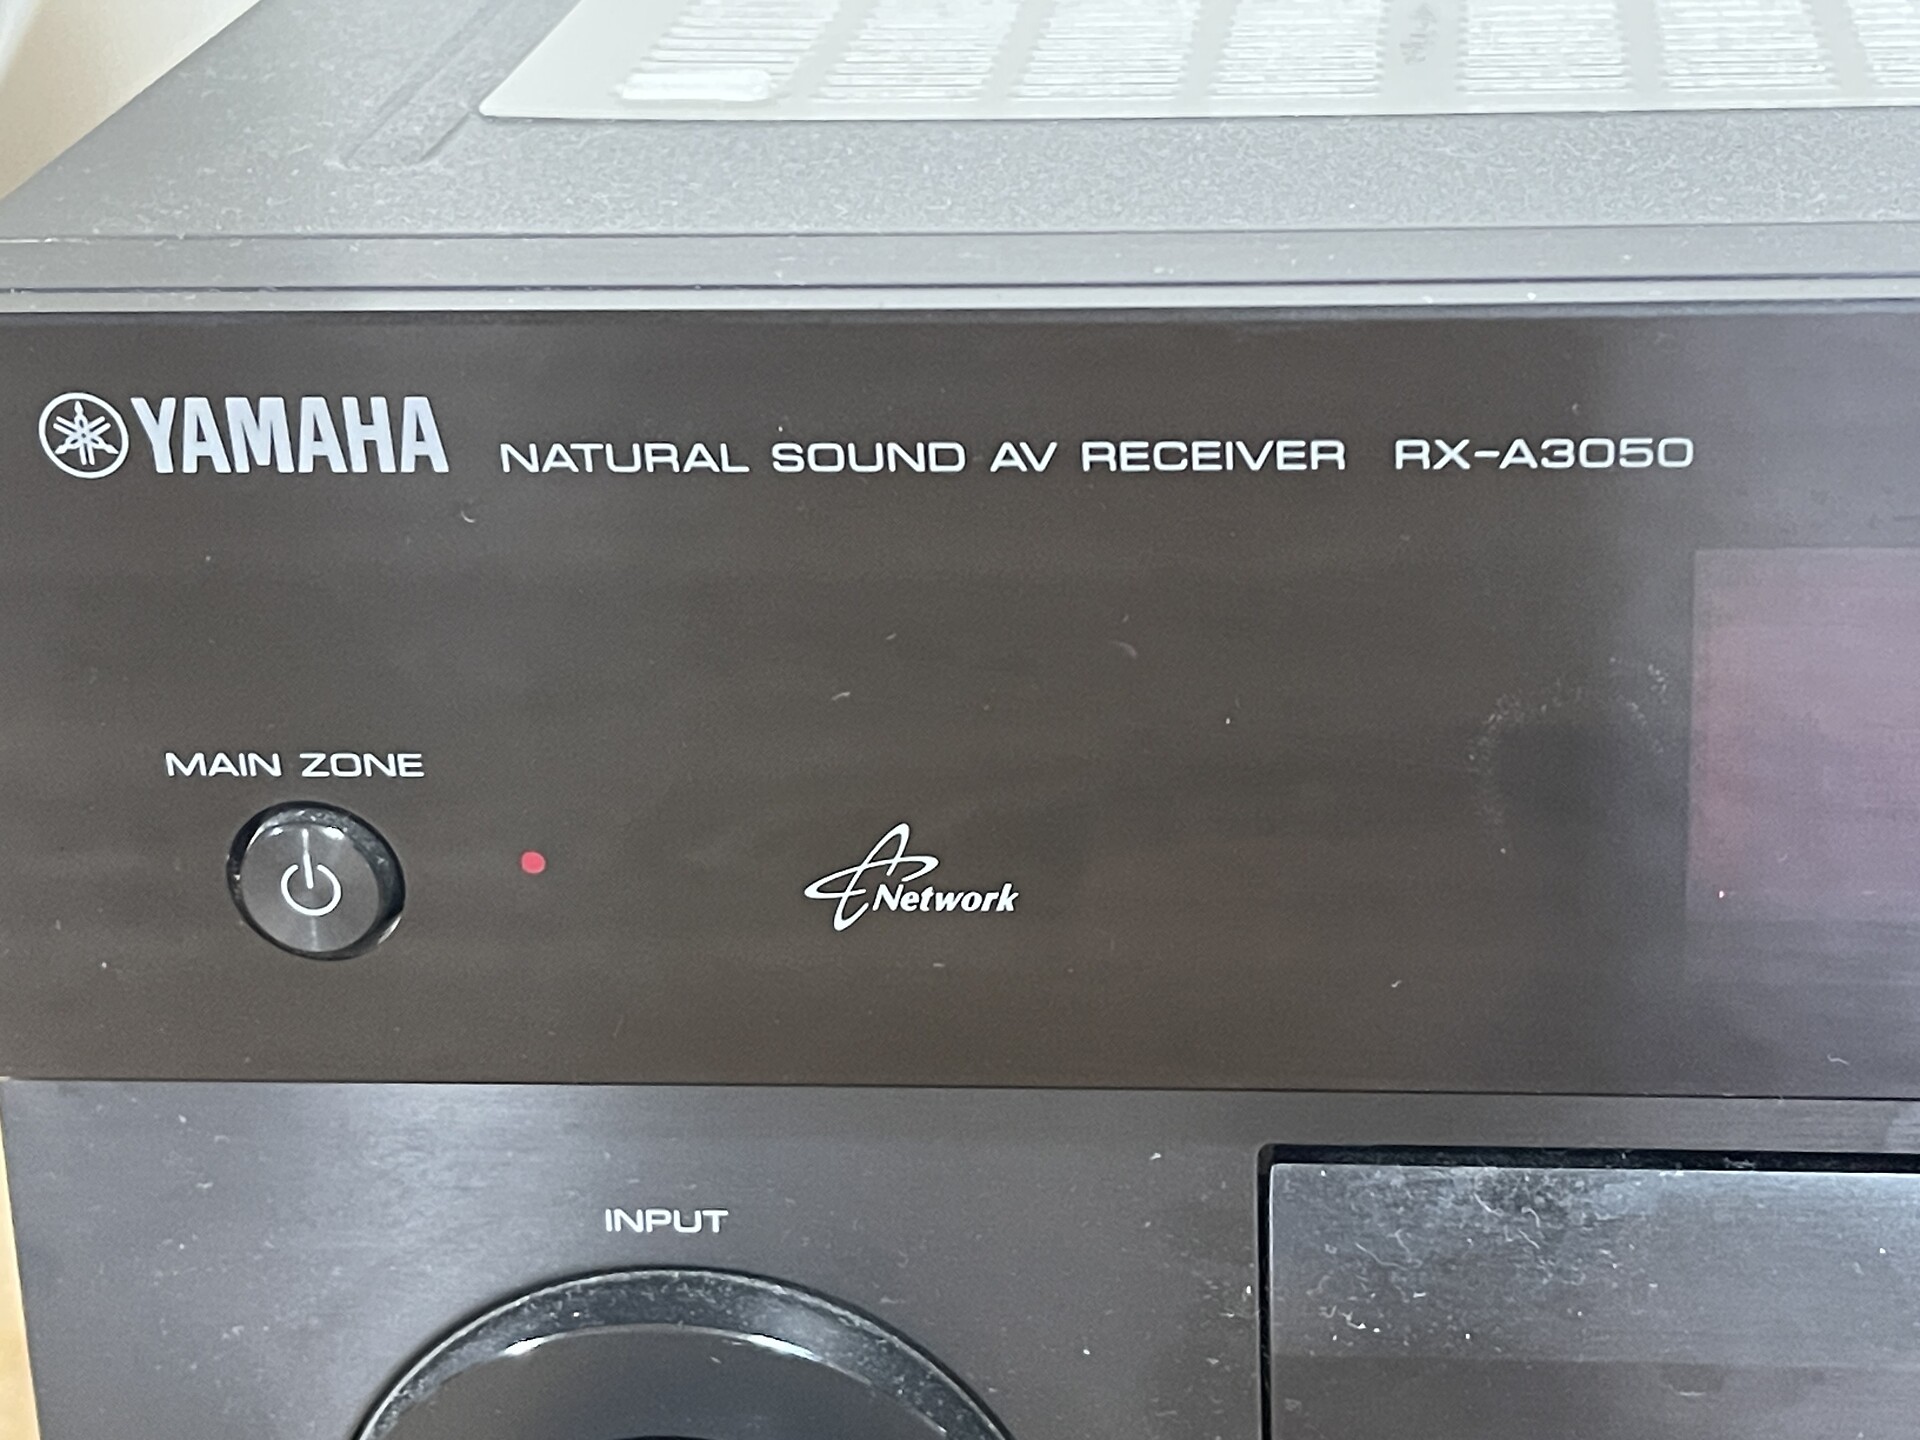 YAMAHA NATURAL SOUND AV RECEIVER RX-A3050
MAIN ZONE
Network
INPUT